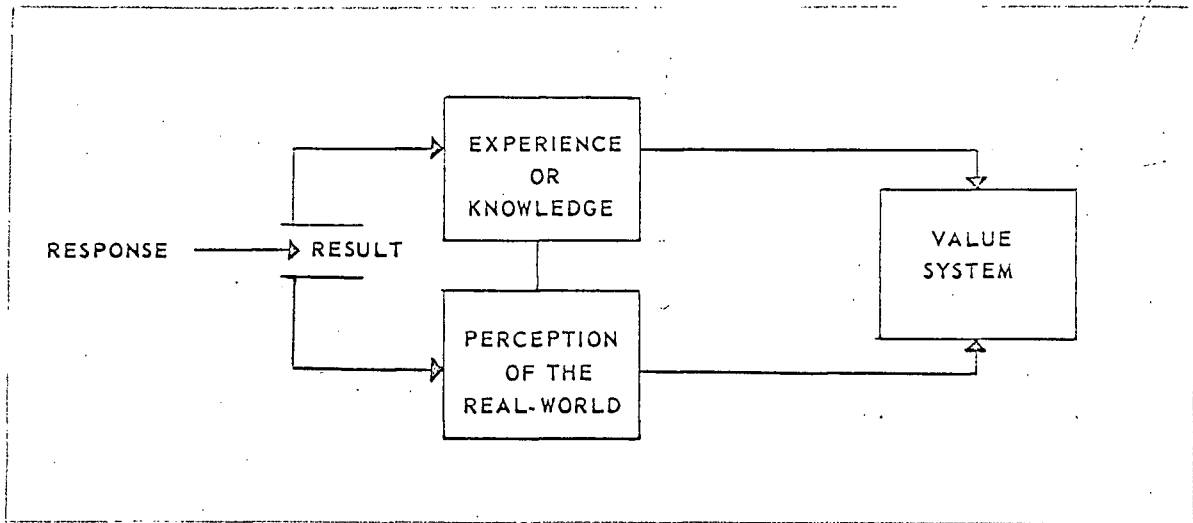 EXPERIENCE
OR
KNOWLEDGE
RESPONSE
RESULT
VALUE
SYSTEM
PERCEPTION
OF THE
REAL-WORLD